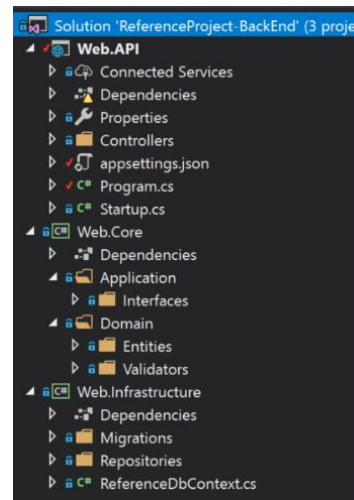 Solution 'ReferenceProject-BackEnd' (3 proje
Web.API
Connected Services
Dependencies
Properties
Controllers
appsettings.json
C# Program.cs
C# Startup.cs
C# Web.Core
Dependencies
Application
Interfaces
Domain
Entities
Validators
C# Web.Infrastructure
Dependencies
Migrations
Repositories
C# ReferenceDbContext.cs